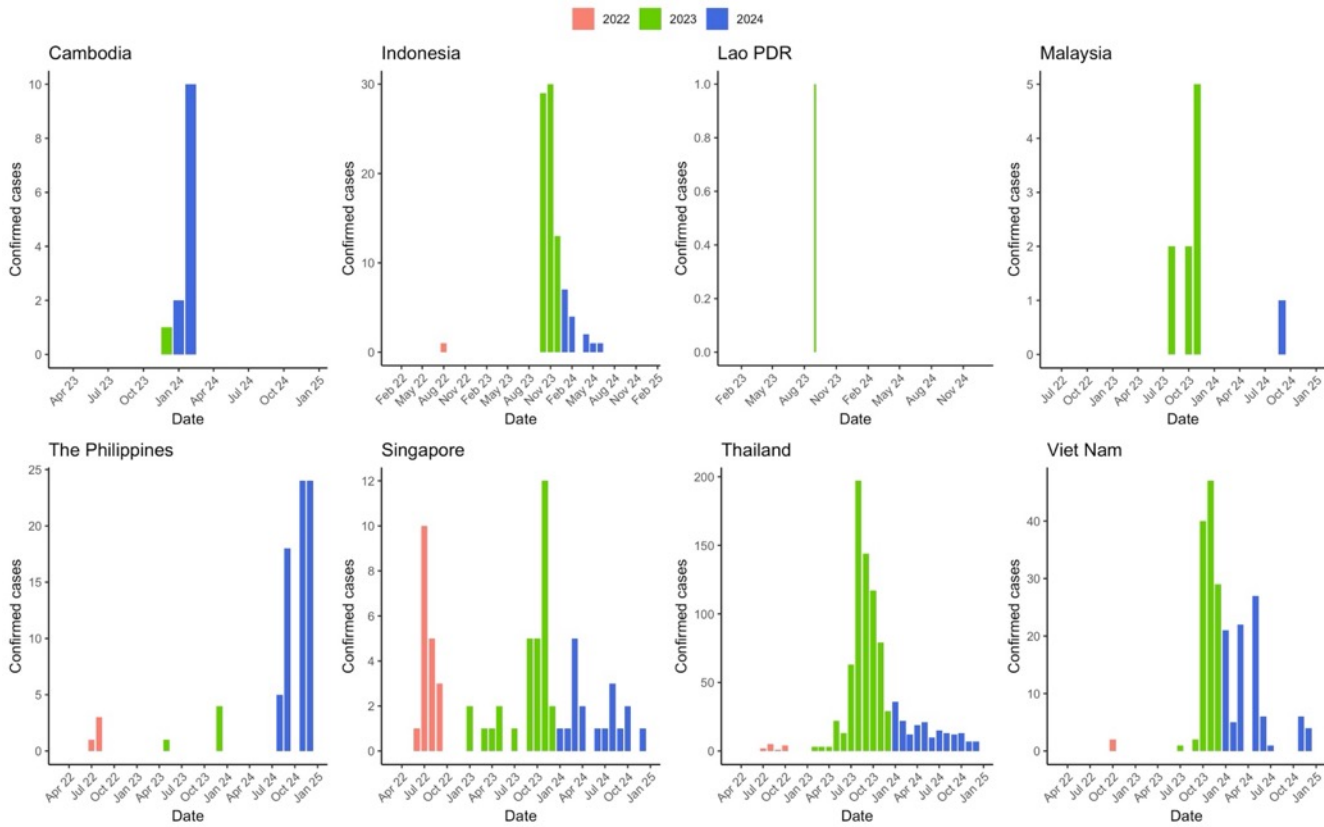 2022 2023 2024
Cambodia
Confirmed cases
10
8
6
4
2
0
Apr 23 Jul 23 Oct 23 Jan 24 Apr 24 Jul 24 Oct 24 Jan 25
Date
Indonesia
Confirmed cases
30
20
10
0
Feb 22 May 22 Aug 22 Nov 22 Feb 23 May 23 Aug 23 Nov 23 Feb 24 May 24 Aug 24 Nov 24 Feb 25
Date
Lao PDR
Confirmed cases
1.0
0.8
0.6
0.4
0.2
0.0
Feb 23 May 23 Aug 23 Nov 23 Feb 24 May 24 Aug 24 Nov 24
Date
Malaysia
Confirmed cases
5
4
3
2
1
0
Jul 22 Oct 22 Jan 23 Apr 23 Jul 23 Oct 23 Jan 24 Apr 24 Jul 24 Oct 24 Jan 25
Date
The Philippines
Confirmed cases
25
20
15
10
5
0
Apr 22 Jul 22 Oct 22 Jan 23 Apr 23 Jul 23 Oct 23 Jan 24 Apr 24 Jul 24 Oct 24 Jan 25
Date
Singapore
Confirmed cases
12
10
8
6
4
2
0
Apr 22 Jul 22 Oct 22 Jan 23 Apr 23 Jul 23 Oct 23 Jan 24 Apr 24 Jul 24 Oct 24 Jan 25
Date
Thailand
Confirmed cases
200
150
100
50
0
Apr 22 Jul 22 Oct 22 Jan 23 Apr 23 Jul 23 Oct 23 Jan 24 Apr 24 Jul 24 Oct 24 Jan 25
Date
Viet Nam
Confirmed cases
40
30
20
10
0
Apr 22 Jul 22 Oct 22 Jan 23 Apr 23 Jul 23 Oct 23 Jan 24 Apr 24 Jul 24 Oct 24 Jan 25
Date